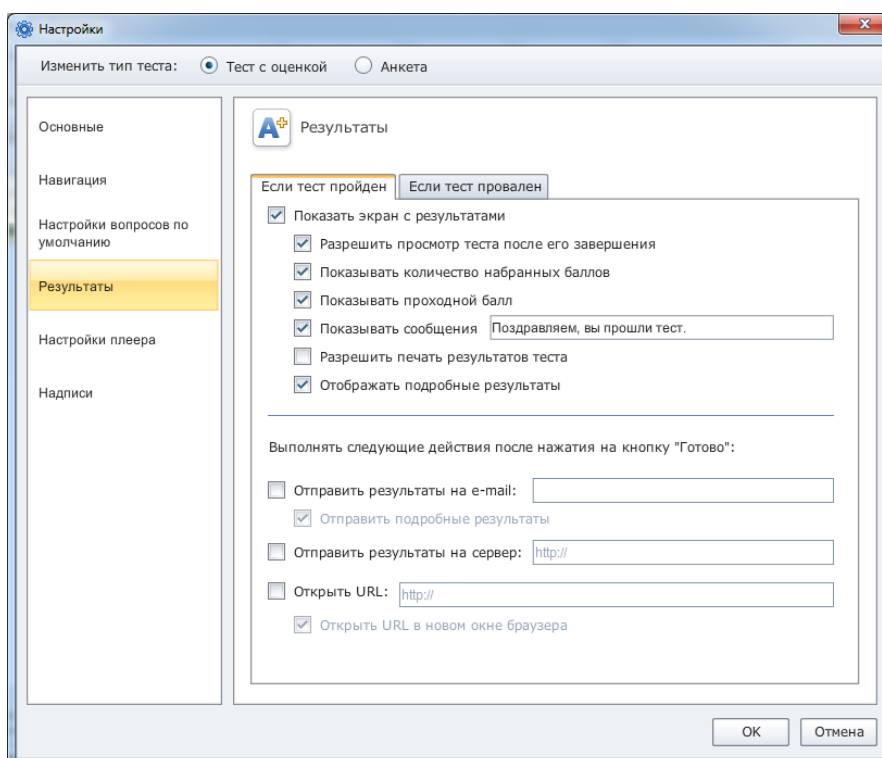 Настройки
Изменить тип теста: Тест с оценкой Анкета
Основные
Навигация
Настройки вопросов по
умолчанию
Результаты
Настройки плеера
Надписи
A+ Результаты
Если тест пройден Если тест провален
Показать экран с результатами
Разрешить просмотр теста после его завершения
Показывать количество набранных баллов
Показывать проходной балл
Показывать сообщения Поздравляем, вы прошли тест.
Разрешить печать результатов теста
Отображать подробные результаты
Выполнять следующие действия после нажатия на кнопку "Готово":
Отправить результаты на e-mail:
Отправить подробные результаты
Отправить результаты на сервер: http://
Открыть URL: http://
Открыть URL в новом окне браузера
OK Отмена